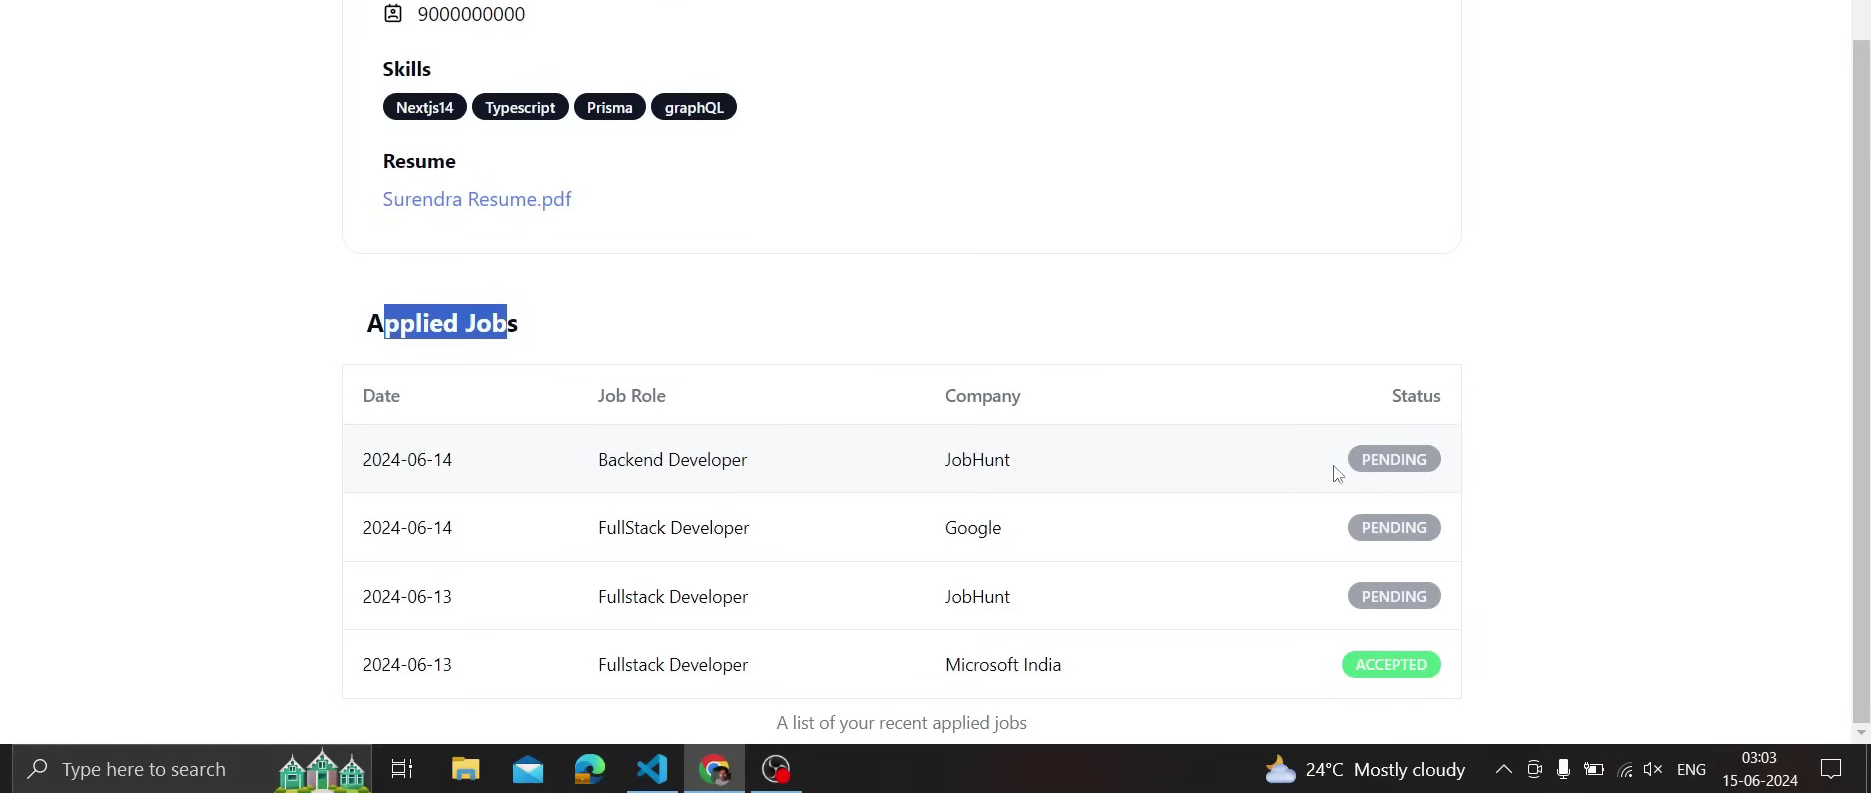 9000000000
Skills
Nextjs14 Typescript Prisma graphQL
Resume
Surendra Resume.pdf
Applied Jobs
Date Job Role Company Status
2024-06-14 Backend Developer JobHunt PENDING
2024-06-14 FullStack Developer Google PENDING
2024-06-13 Fullstack Developer JobHunt PENDING
2024-06-13 Fullstack Developer Microsoft India ACCEPTED
A list of your recent applied jobs
Type here to search 24°C Mostly cloudy ENG 03:03
15-06-2024